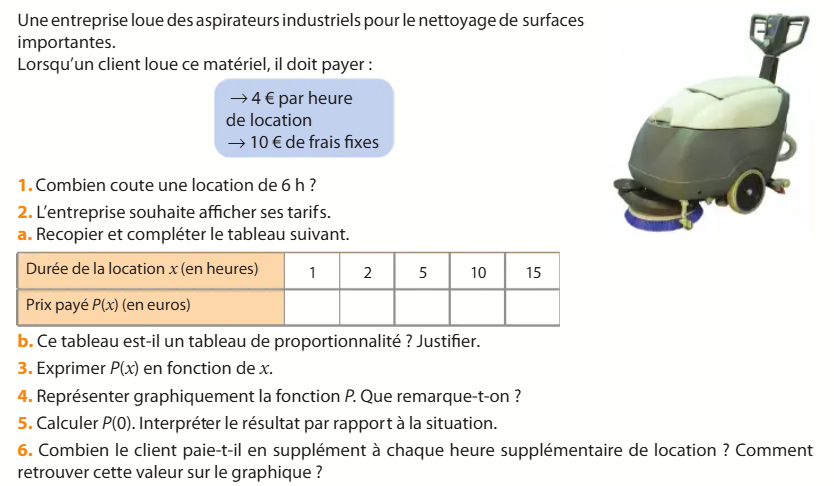 Une entreprise loue des aspirateurs industriels pour le nettoyage de surfaces
importantes.
Lorsqu'un client loue ce matériel, il doit payer :
→ 4 € par heure
de location
→ 10 € de frais fixes
1. Combien coute une location de 6 h ?
2. L'entreprise souhaite afficher ses tarifs.
a. Recopier et compléter le tableau suivant.
Durée de la location x (en heures) 1 2 5 10 15
Prix payé P(x) (en euros)
b. Ce tableau est-il un tableau de proportionnalité ? Justifier.
3. Exprimer P(x) en fonction de x.
4. Représenter graphiquement la fonction P. Que remarque-t-on ?
5. Calculer P(0). Interpréter le résultat par rapport à la situation.
6. Combien le client paie-t-il en supplément à chaque heure supplémentaire de location ? Comment
retrouver cette valeur sur le graphique ?